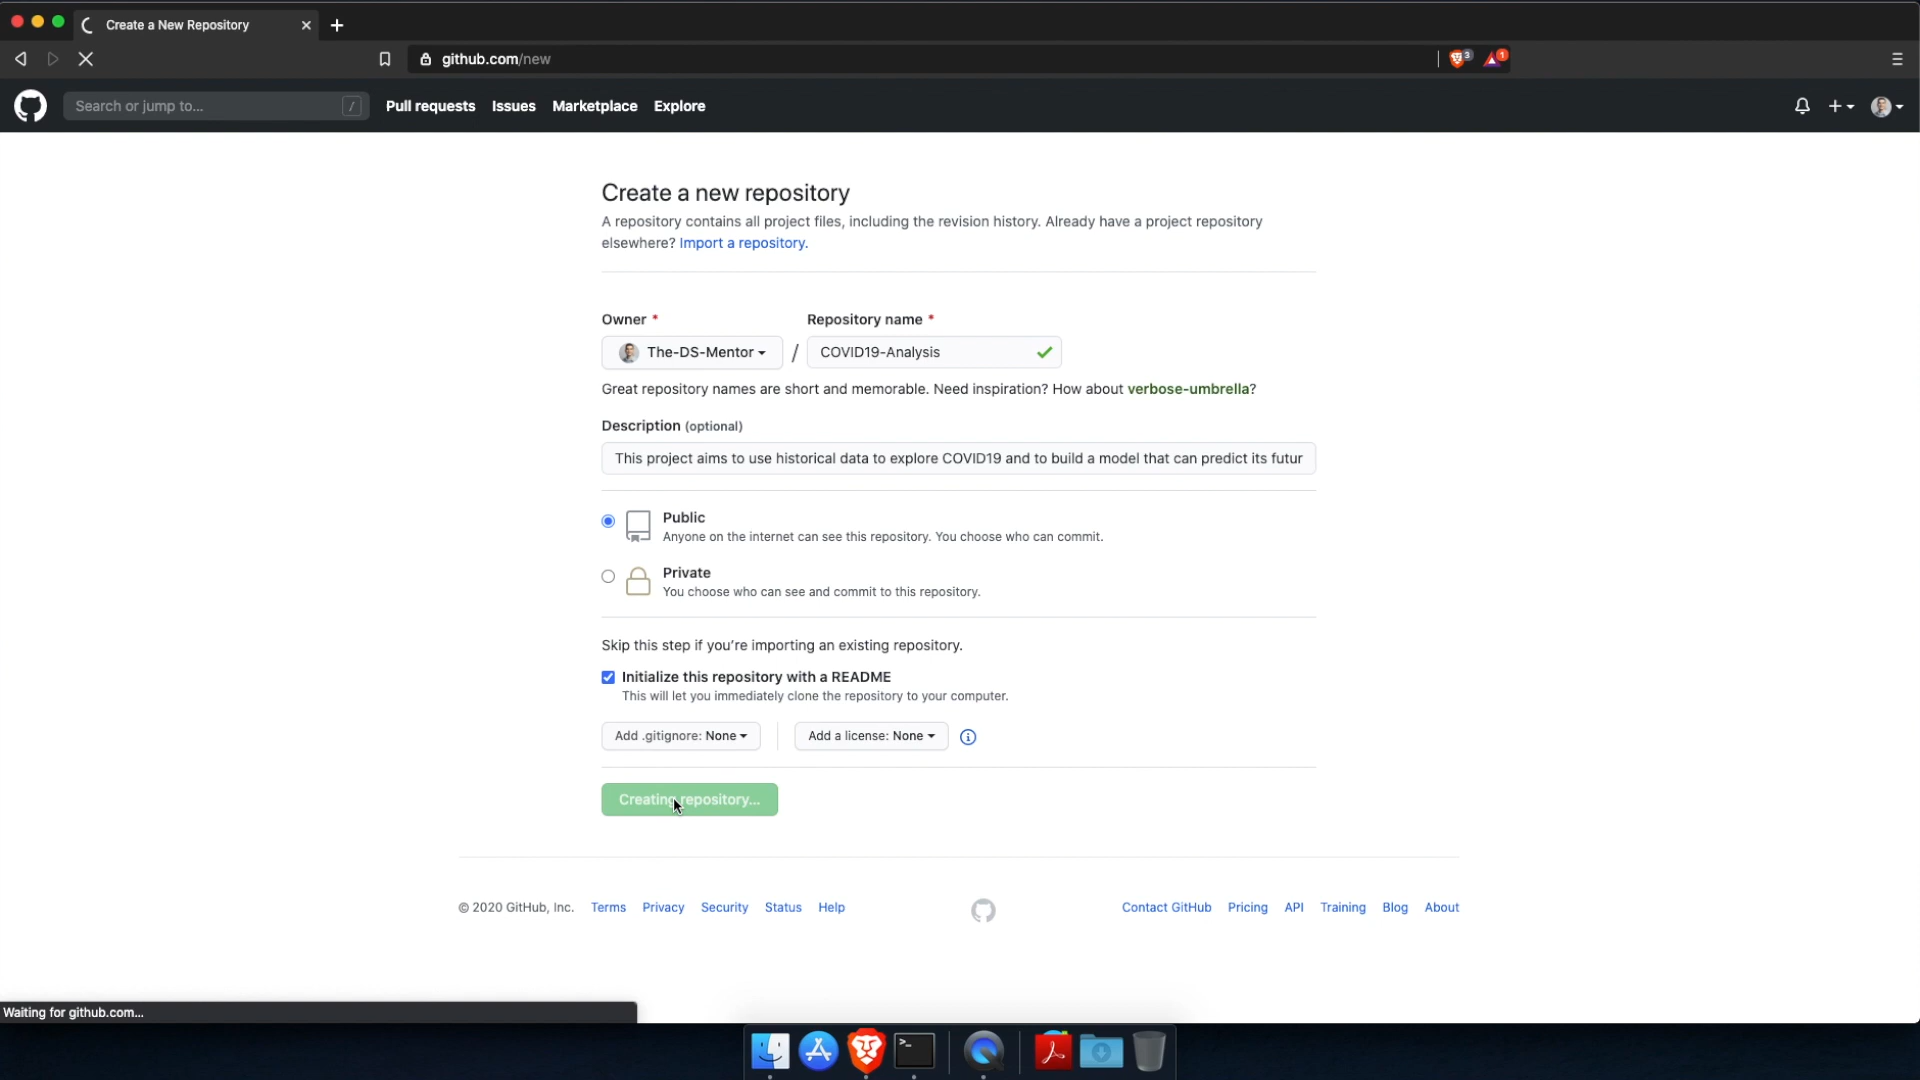 Create a New Repository
github.com/new
3
1
Search or jump to...
/
Pull requests
Issues
Marketplace
Explore
Create a new repository
A repository contains all project files, including the revision history. Already have a project repository
elsewhere? Import a repository.
Owner *
Repository name *
The-DS-Mentor
/
COVID19-Analysis
Great repository names are short and memorable. Need inspiration? How about verbose-umbrella?
Description (optional)
This project aims to use historical data to explore COVID19 and to build a model that can predict its futur
Public
Anyone on the internet can see this repository. You choose who can commit.
Private
You choose who can see and commit to this repository.
Skip this step if you're importing an existing repository.
Initialize this repository with a README
This will let you immediately clone the repository to your computer.
Add .gitignore: None
Add a license: None
Creating repository...
© 2020 GitHub, Inc.
Terms
Privacy
Security
Status
Help
Contact GitHub
Pricing
API
Training
Blog
About
Waiting for github.com...